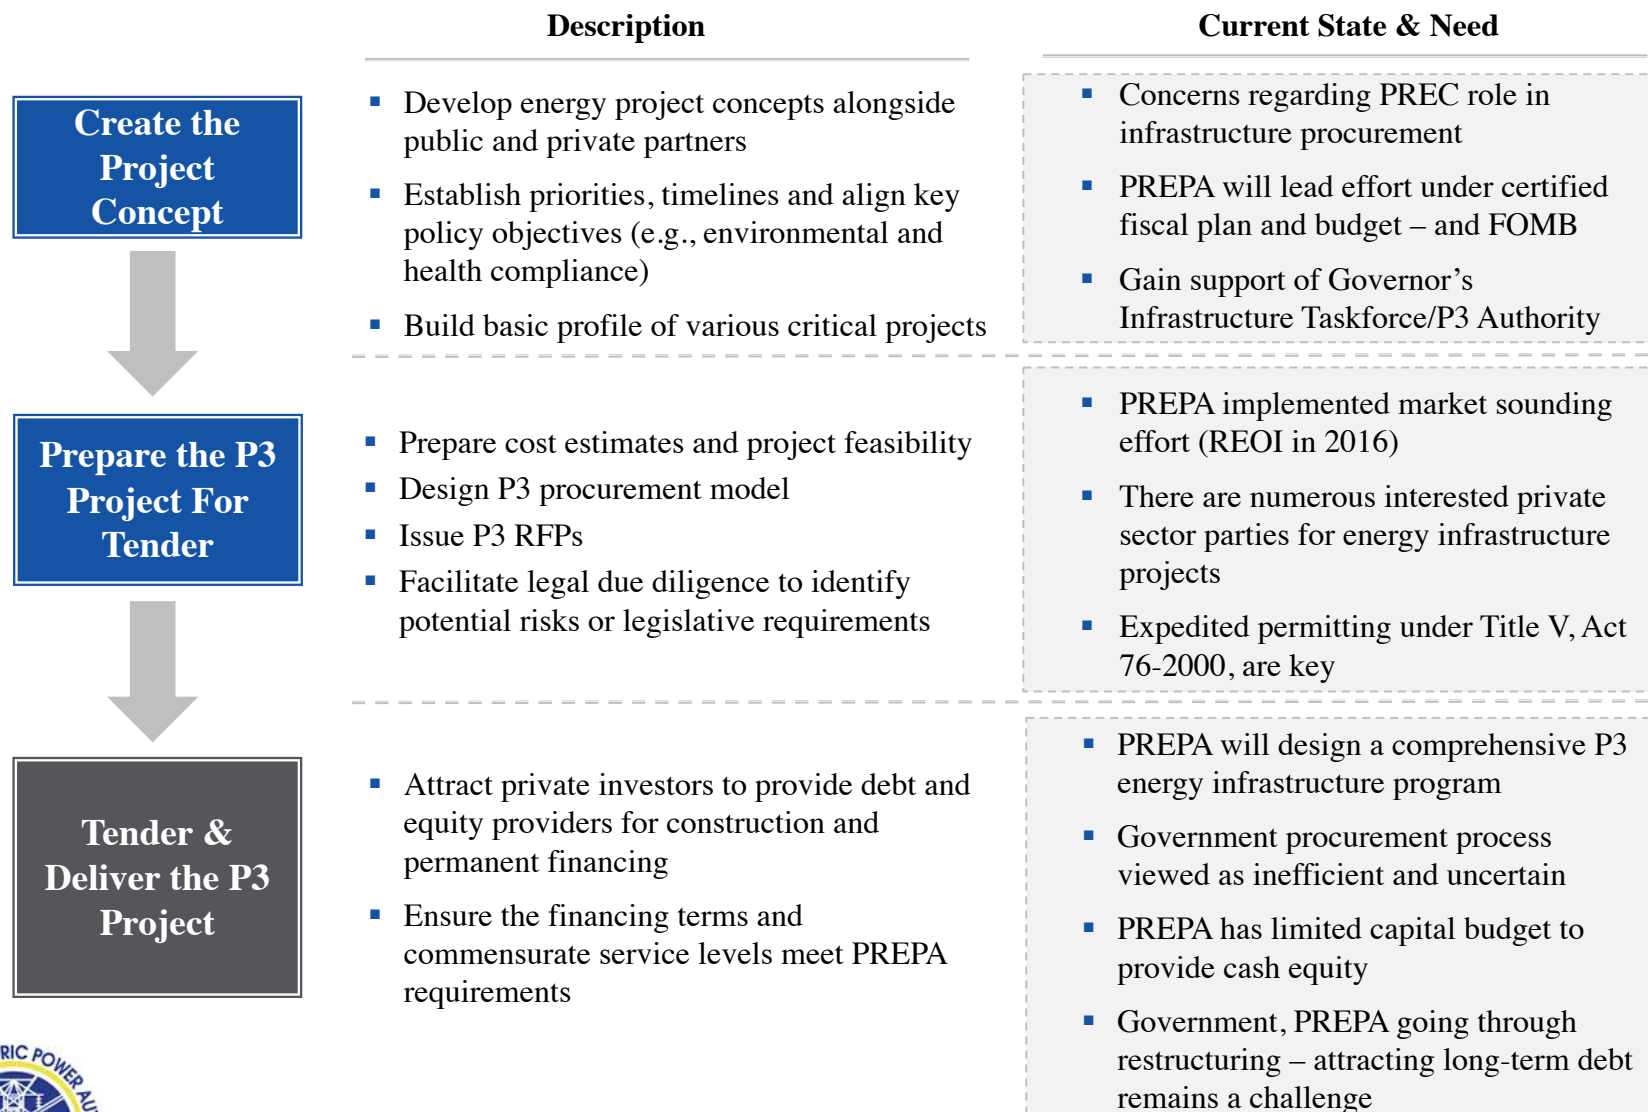 Description
Current State & Need
Create the
Project
Concept
▪ Develop energy project concepts alongside
public and private partners
▪ Establish priorities, timelines and align key
policy objectives (e.g., environmental and
health compliance)
▪ Build basic profile of various critical projects
▪ Concerns regarding PREC role in
infrastructure procurement
▪ PREPA will lead effort under certified
fiscal plan and budget – and FOMB
▪ Gain support of Governor’s
Infrastructure Taskforce/P3 Authority
Prepare the P3
Project For
Tender
▪ Prepare cost estimates and project feasibility
▪ Design P3 procurement model
▪ Issue P3 RFPs
▪ Facilitate legal due diligence to identify
potential risks or legislative requirements
▪ PREPA implemented market sounding
effort (REOI in 2016)
▪ There are numerous interested private
sector parties for energy infrastructure
projects
▪ Expedited permitting under Title V, Act
76-2000, are key
Tender &
Deliver the P3
Project
▪ Attract private investors to provide debt and
equity providers for construction and
permanent financing
▪ Ensure the financing terms and
commensurate service levels meet PREPA
requirements
▪ PREPA will design a comprehensive P3
energy infrastructure program
▪ Government procurement process
viewed as inefficient and uncertain
▪ PREPA has limited capital budget to
provide cash equity
▪ Government, PREPA going through
restructuring – attracting long-term debt
remains a challenge
RIC POWER AU